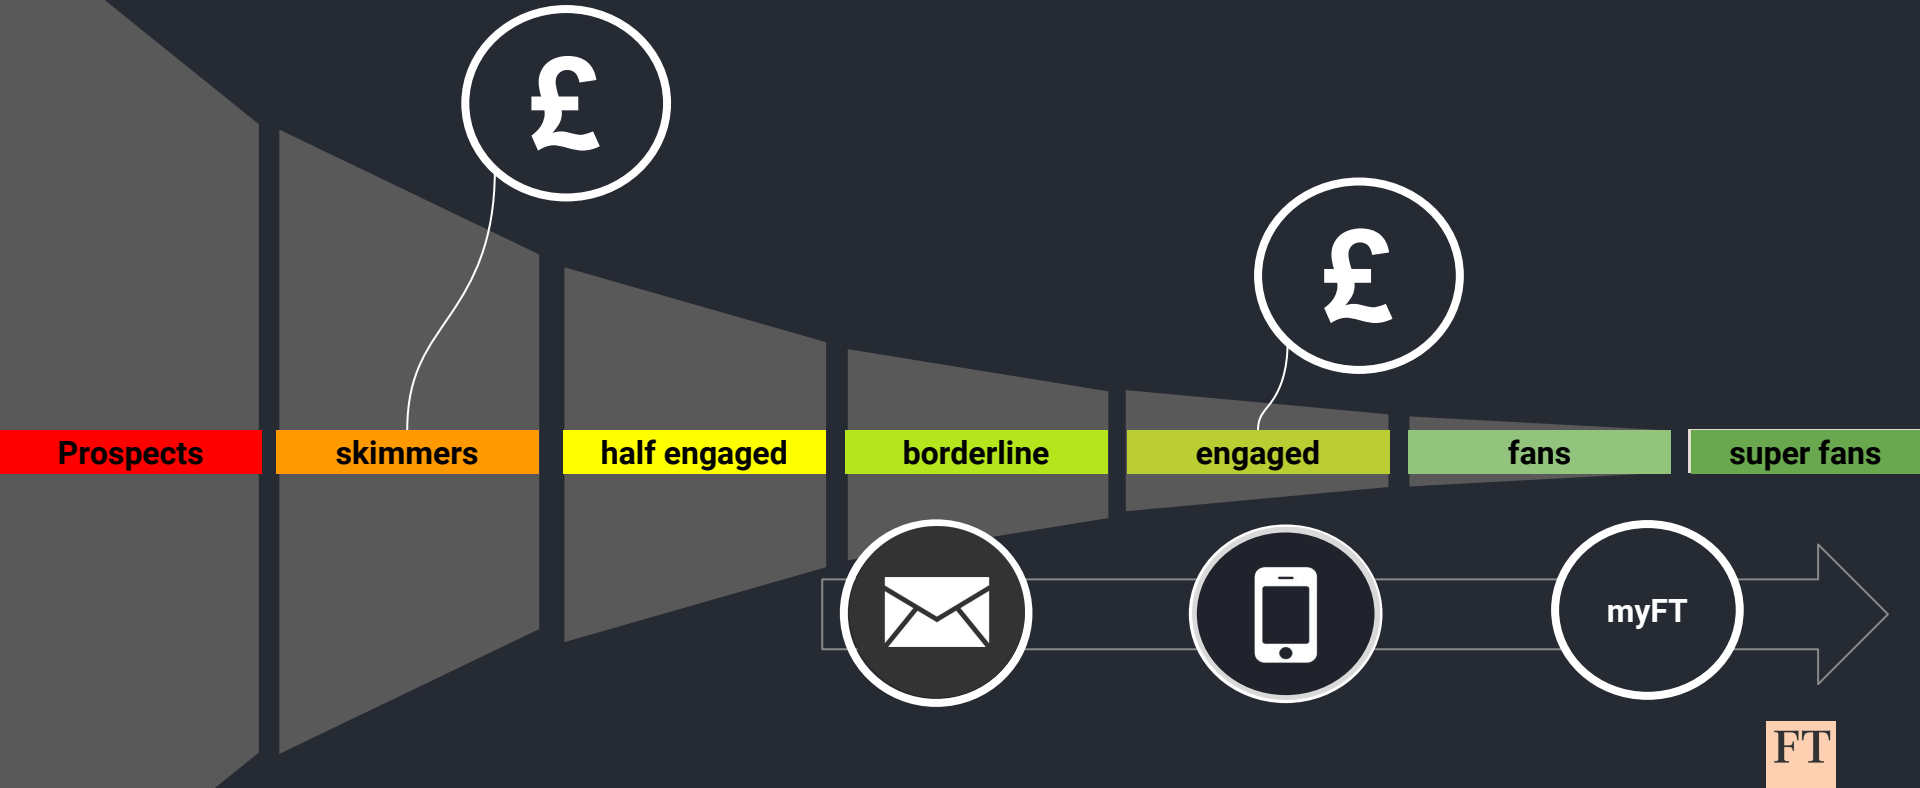 £
£
Prospects
skimmers
half engaged
borderline
engaged
fans
super fans
myFT
FT